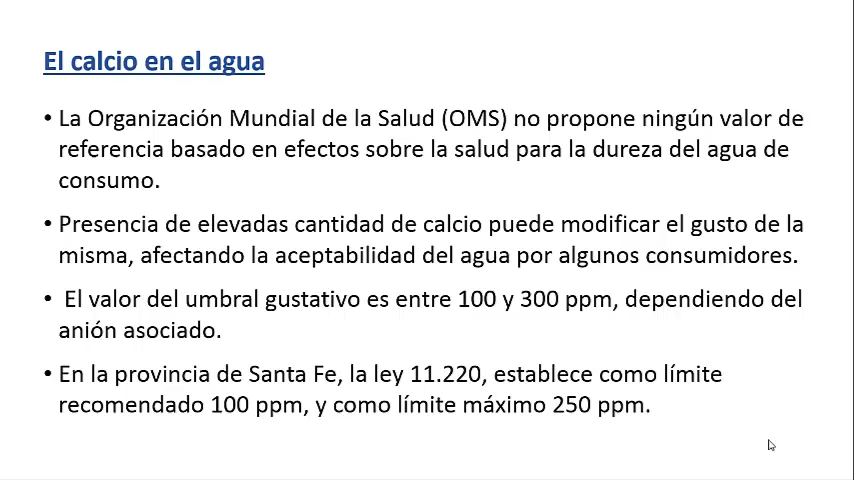 El calcio en el agua
• La Organización Mundial de la Salud (OMS) no propone ningún valor de
referencia basado en efectos sobre la salud para la dureza del agua de
consumo.
• Presencia de elevadas cantidad de calcio puede modificar el gusto de la
misma, afectando la aceptabilidad del agua por algunos consumidores.
• El valor del umbral gustativo es entre 100 y 300 ppm, dependiendo del
anión asociado.
• En la provincia de Santa Fe, la ley 11.220, establece como límite
recomendado 100 ppm, y como límite máximo 250 ppm.